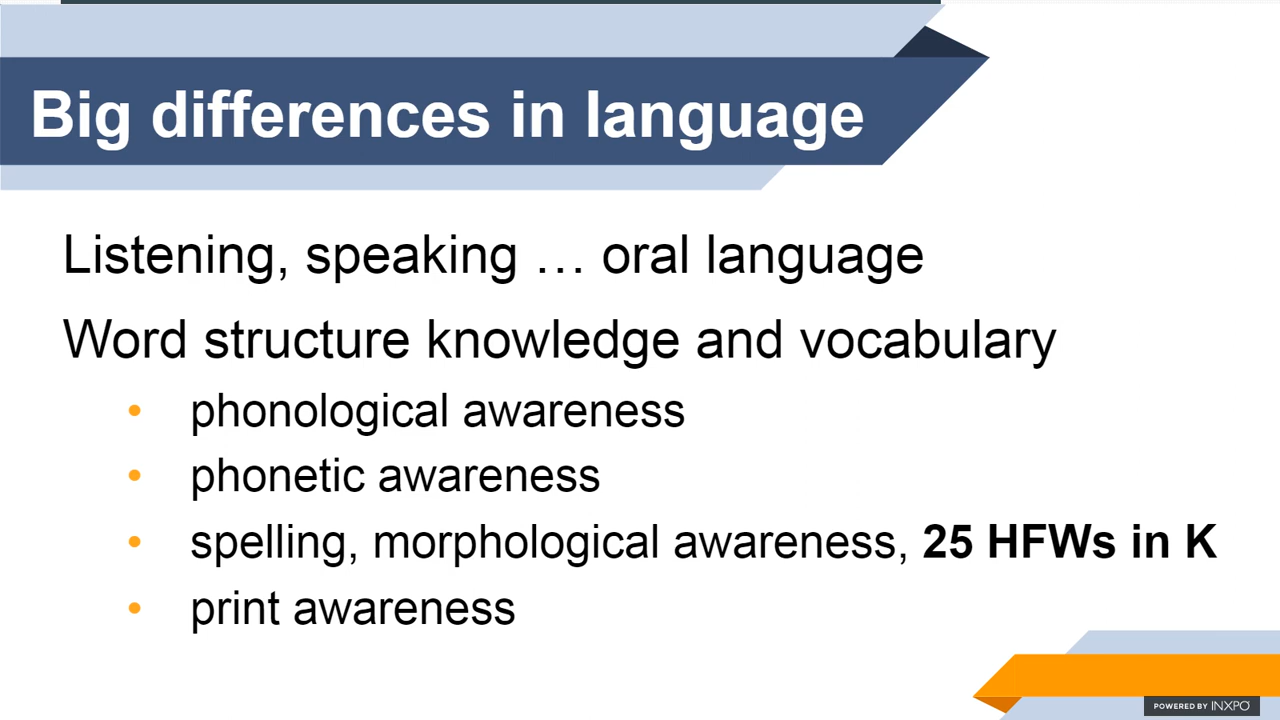 Big differences in language
Listening, speaking … oral language
Word structure knowledge and vocabulary
• phonological awareness
• phonetic awareness
• spelling, morphological awareness, 25 HFWs in K
• print awareness
POWERED BY INXPO